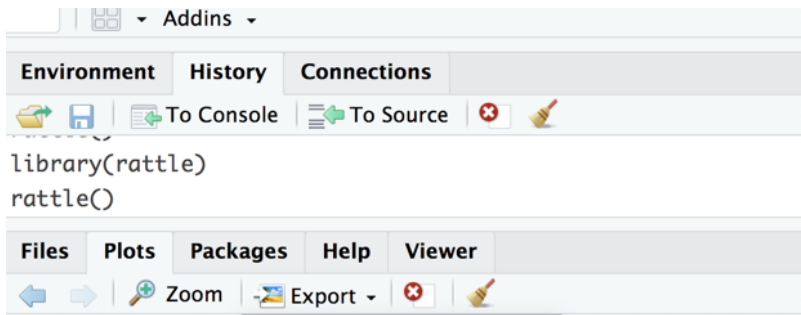 Addins
Environment History Connections
To Console To Source
library(rattle)
rattle()
Files Plots Packages Help Viewer
Zoom Export